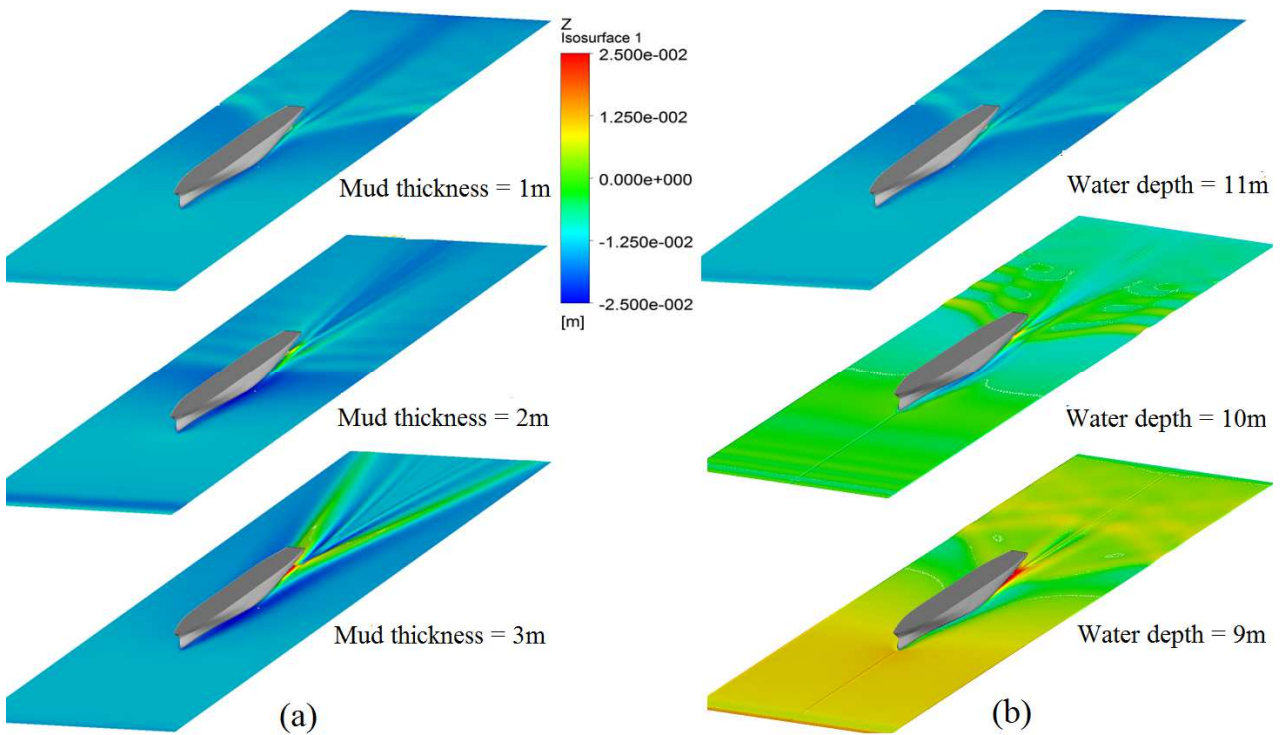 Z
Isosurface 1
2.500e-002
1.250e-002
0.000e+000
-1.250e-002
-2.500e-002
[m]
Mud thickness = 1m
Mud thickness = 2m
Mud thickness = 3m
(a)
Water depth = 11m
Water depth = 10m
Water depth = 9m
(b)